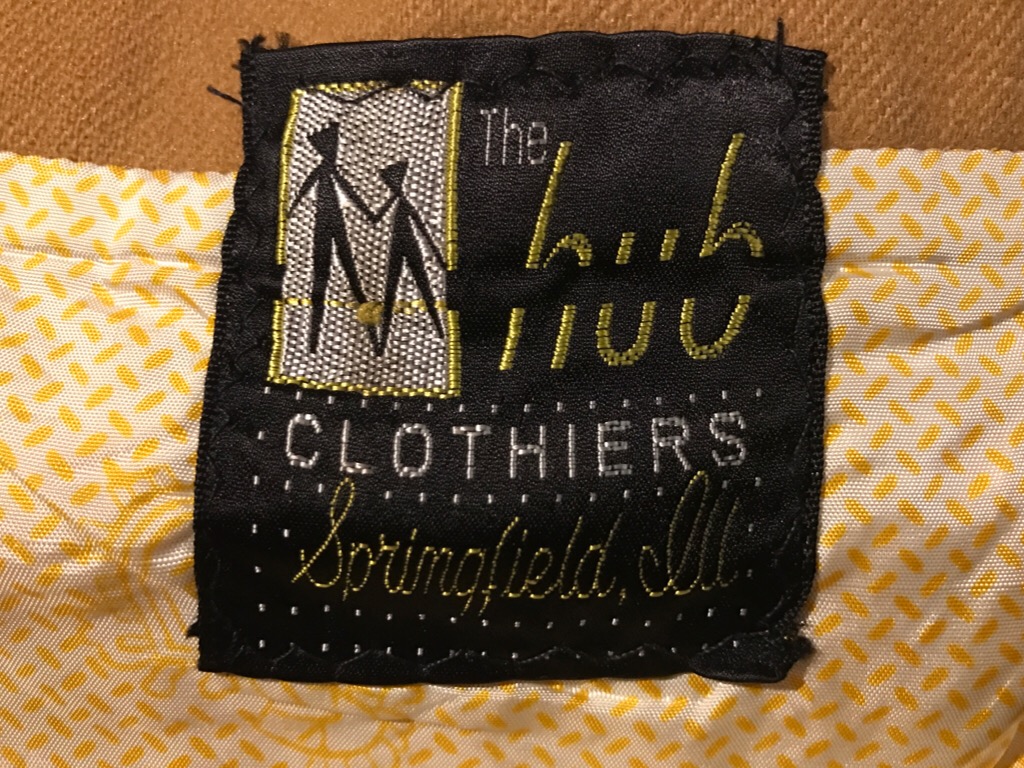 The
hub
CLOTHIERS
Springfield, Ill.